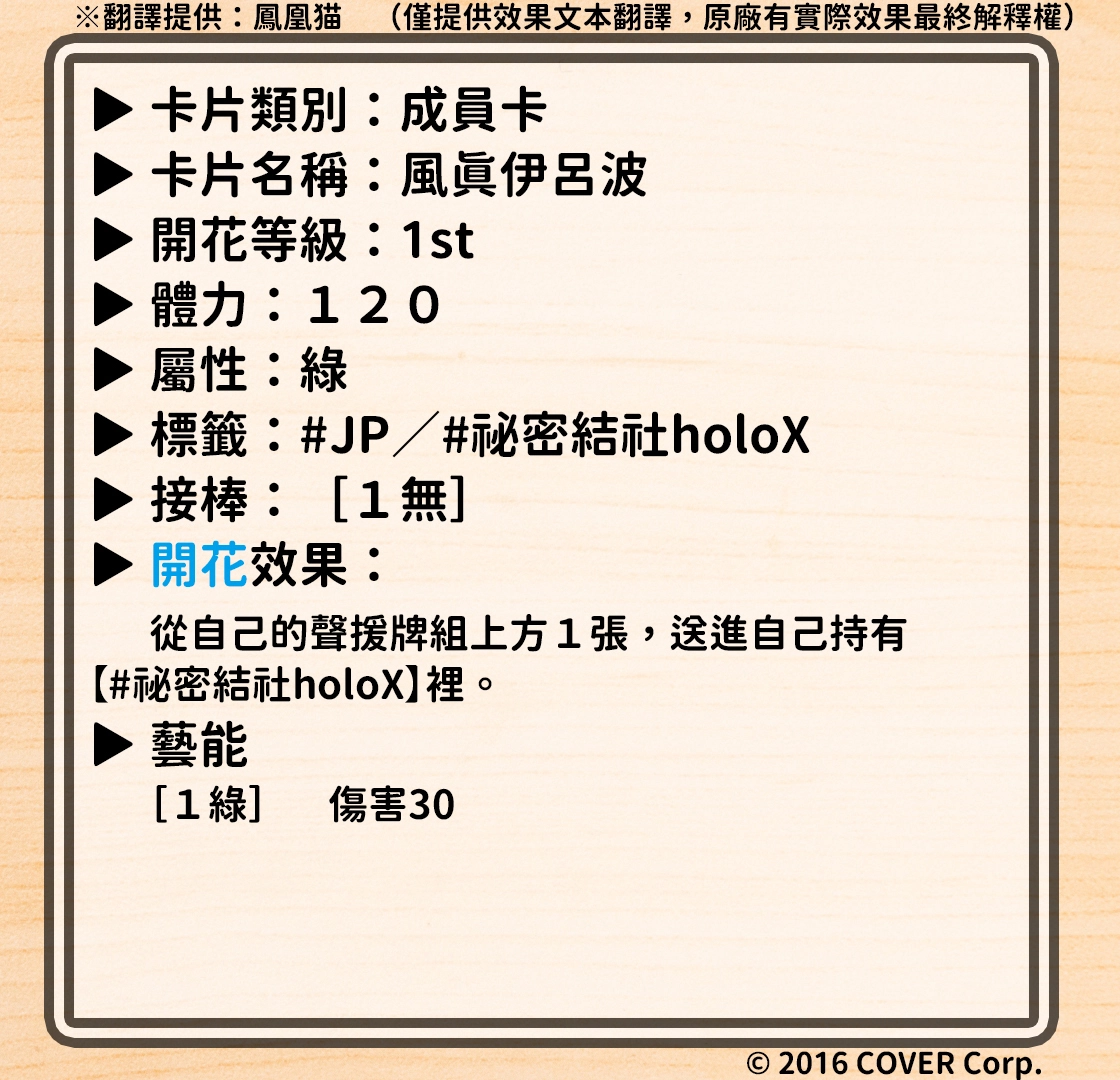 ※翻譯提供：鳳凰猫　（僅提供效果文本翻譯，原廠有實際效果最終解釋權）
▶ 卡片類別：成員卡
▶ 卡片名稱：風眞伊呂波
▶ 開花等級：1st
▶ 體力：１２０
▶ 屬性：綠
▶ 標籤：#JP／#祕密結社holoX
▶ 接棒：［１無］
▶ 開花效果：
從自己的聲援牌組上方１張，送進自己持有
【#祕密結社holoX】裡。
▶ 藝能
［１綠］　傷害30
© 2016 COVER Corp.